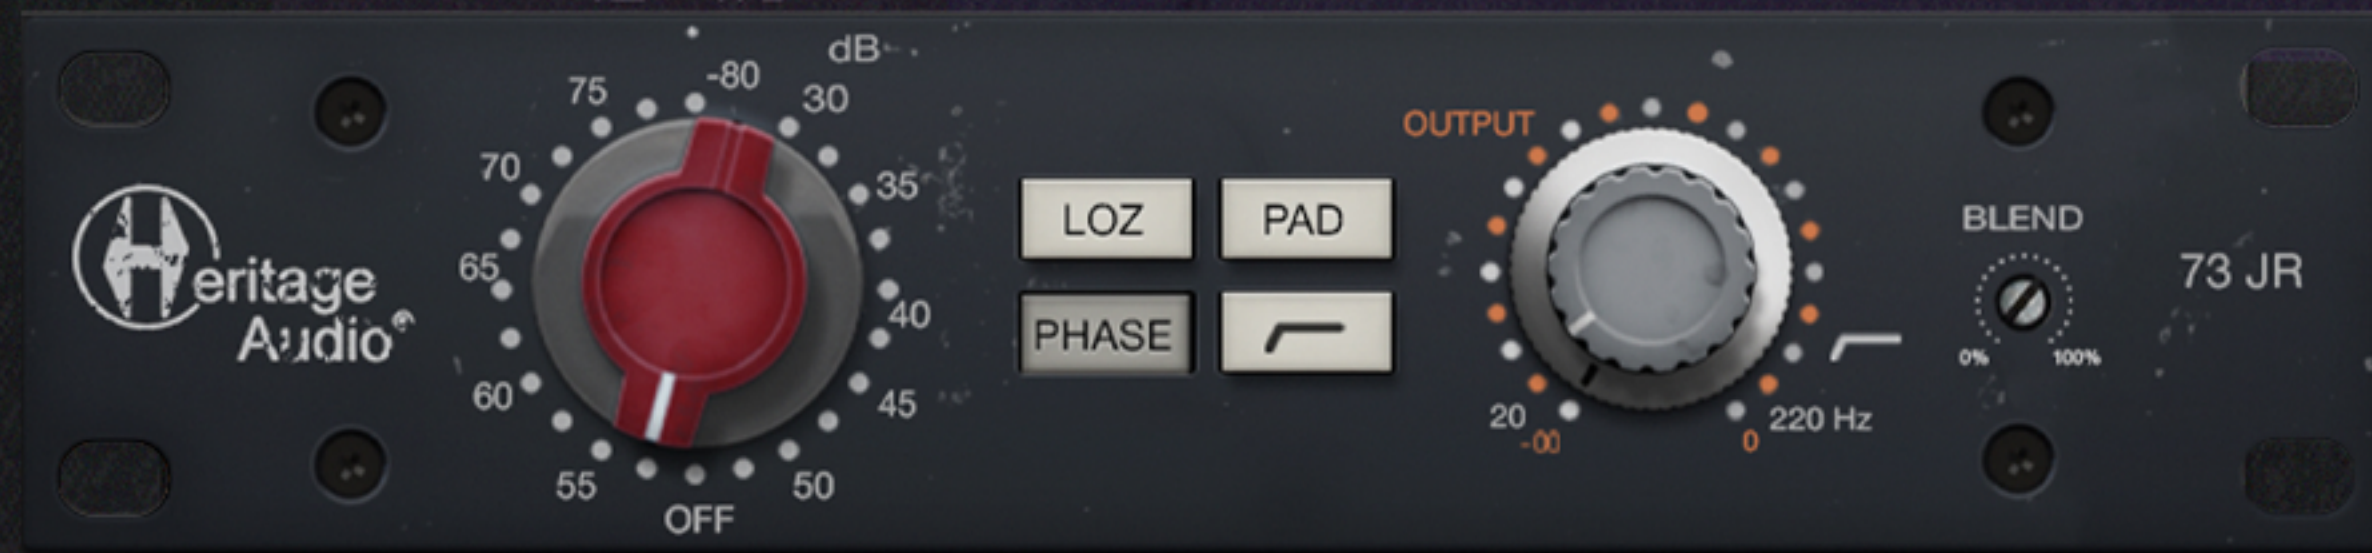 Heritage
Audio®
dB
-80
30
35
40
45
50
OFF
55
60
65
70
75
LOZ
PAD
PHASE
OUTPUT
20
-00
220 Hz
0
BLEND
0%
100%
73 JR